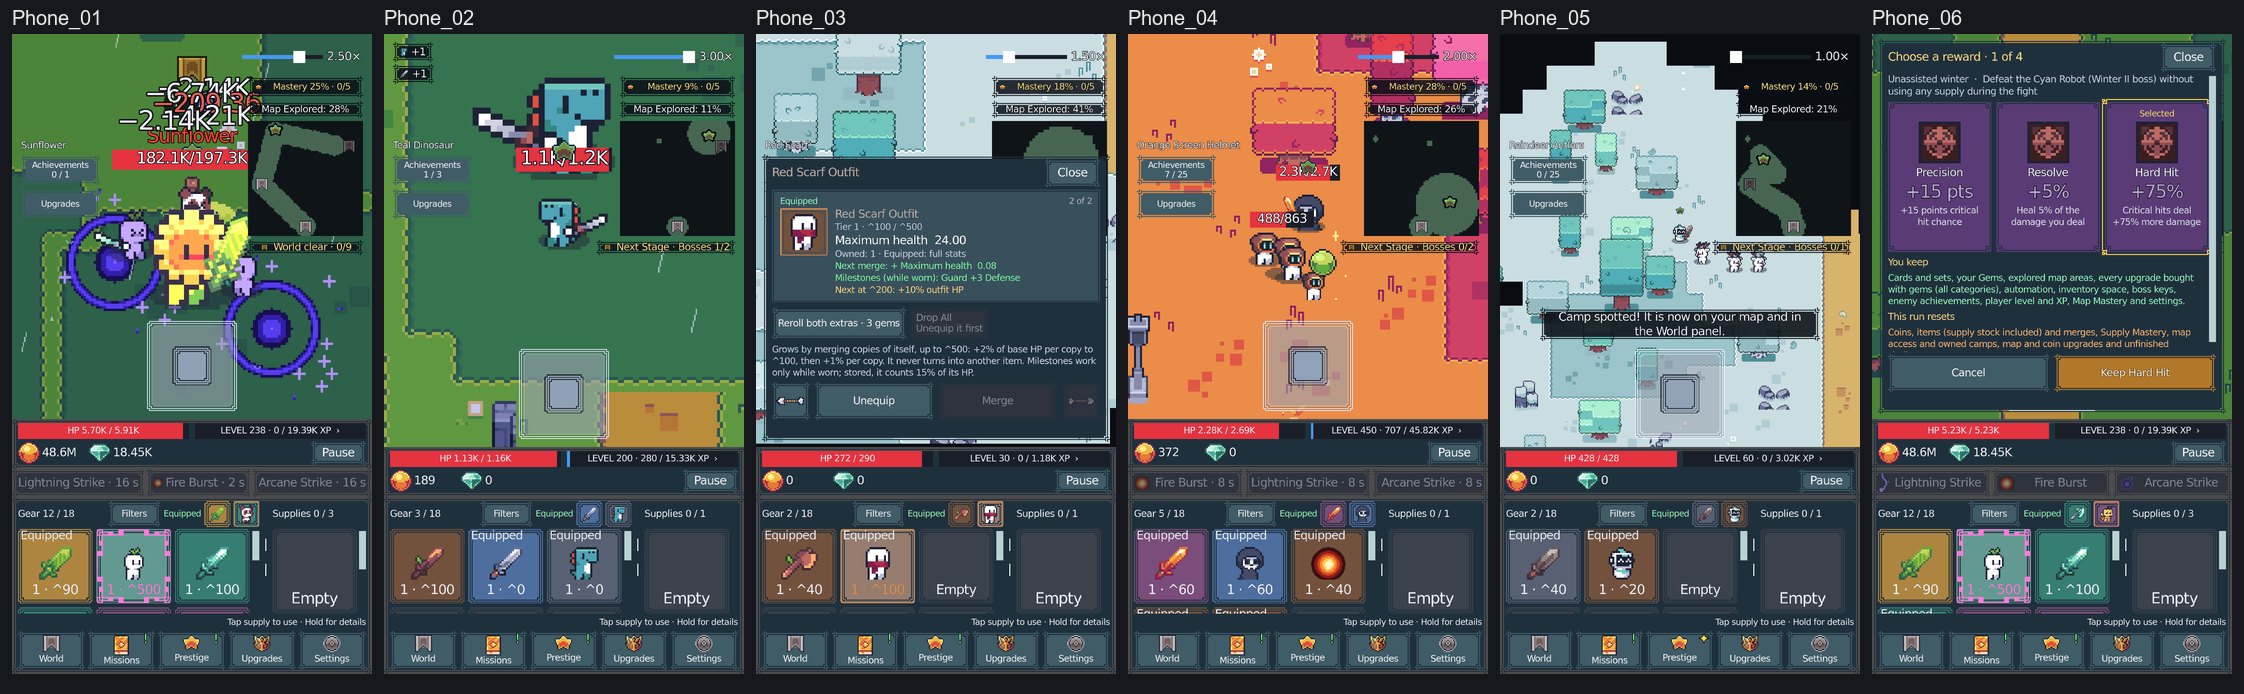 Phone_01
2.50×
Mastery 25% · 0/5
Map Explored: 28%
−2.14K
Sunflower
182.1K/197.3K
Sunflower
Achievements
0 / 1
Upgrades
World clear · 0/9
HP 5.70K / 5.91K
LEVEL 238 · 0 / 19.39K XP ›
48.6M
18.45K
Pause
Lightning Strike · 16 s
Fire Burst · 2 s
Arcane Strike · 16 s
Gear 12 / 18
Filters
Equipped
Supplies 0 / 3
Equipped
1 · ^90
1 · ^500
1 · ^100
Empty
Tap supply to use · Hold for details
World
Missions
!
Prestige
!
Upgrades
!
Settings
Phone_02
+1
+1
3.00×
Mastery 9% · 0/5
Map Explored: 11%
Teal Dinosaur
1.1K/1.2K
Achievements
1 / 3
Upgrades
Next Stage · Bosses 1/2
HP 1.13K / 1.16K
LEVEL 200 · 280 / 15.33K XP ›
189
0
Pause
Gear 3 / 18
Filters
Equipped
Supplies 0 / 1
1 · ^100
Equipped
1 · ^0
Equipped
1 · ^0
Empty
Tap supply to use · Hold for details
World
Missions
!
Prestige
!
Upgrades
Settings
Phone_03
1.50×
Mastery 18% · 0/5
Map Explored: 41%
Red Scarf Outfit
Close
Equipped
2 of 2
Red Scarf Outfit
Tier 1 · ^100 / ^500
Maximum health 24.00
Owned: 1 · Equipped: full stats
Next merge: + Maximum health 0.08
Milestones (while worn): Guard +3 Defense
Next at ^200: +10% outfit HP
Reroll both extras · 3 gems
Drop All
Unequip it first
Grows by merging copies of itself, up to ^500: +2% of base HP per copy to
^100, then +1% per copy. It never turns into another item. Milestones work
only while worn; stored, it counts 15% of its HP.
Unequip
Merge
HP 272 / 290
LEVEL 30 · 0 / 1.18K XP ›
0
0
Pause
Gear 2 / 18
Filters
Equipped
Supplies 0 / 1
Equipped
1 · ^40
Equipped
1 · ^100
Empty
Empty
Tap supply to use · Hold for details
World
Missions
!
Prestige
!
Upgrades
Settings
Phone_04
2.00×
Mastery 28% · 0/5
Map Explored: 26%
Orange Screen Helmet
2.3K/2.7K
Achievements
7 / 25
Upgrades
488/863
Next Stage · Bosses 0/2
HP 2.28K / 2.69K
LEVEL 450 · 707 / 45.82K XP ›
372
0
Pause
Fire Burst · 8 s
Lightning Strike · 8 s
Arcane Strike · 8 s
Gear 5 / 18
Filters
Equipped
Supplies 0 / 1
Equipped
1 · ^60
Equipped
1 · ^60
Equipped
1 · ^40
Empty
Equipped
Equipped
Tap supply to use · Hold for details
World
Missions
!
Prestige
!
Upgrades
Settings
Phone_05
1.00×
Mastery 14% · 0/5
Map Explored: 21%
Reindeer Antlers
Achievements
0 / 25
Upgrades
Next Stage · Bosses 0/1
Camp spotted! It is now on your map and in
the World panel.
HP 428 / 428
LEVEL 60 · 0 / 3.02K XP ›
0
0
Pause
Gear 2 / 18
Filters
Equipped
Supplies 0 / 1
Equipped
1 · ^40
Equipped
1 · ^20
Empty
Empty
Tap supply to use · Hold for details
World
Missions
!
Prestige
Upgrades
Settings
Phone_06
Choose a reward · 1 of 4
Close
Unassisted winter · Defeat the Cyan Robot (Winter II boss) without
using any supply during the fight
Precision
+15 pts
+15 points critical
hit chance
Resolve
+5%
Heal 5% of the
damage you deal
Selected
Hard Hit
+75%
Critical hits deal
+75% more damage
You keep
Cards and sets, your Gems, explored map areas, every upgrade bought
with gems (all categories), automation, inventory space, boss keys,
enemy achievements, player level and XP, Map Mastery and settings.
This run resets
Coins, items (supply stock included) and merges, Supply Mastery, map
access and owned camps, map and coin upgrades and unfinished
Cancel
Keep Hard Hit
HP 5.23K / 5.23K
LEVEL 238 · 0 / 19.39K XP ›
48.6M
18.45K
Pause
Lightning Strike
Fire Burst
Arcane Strike
Gear 12 / 18
Filters
Equipped
Supplies 0 / 3
1 · ^90
1 · ^500
1 · ^100
Empty
Equipped
Tap supply to use · Hold for details
World
Missions
!
Prestige
!
Upgrades
!
Settings